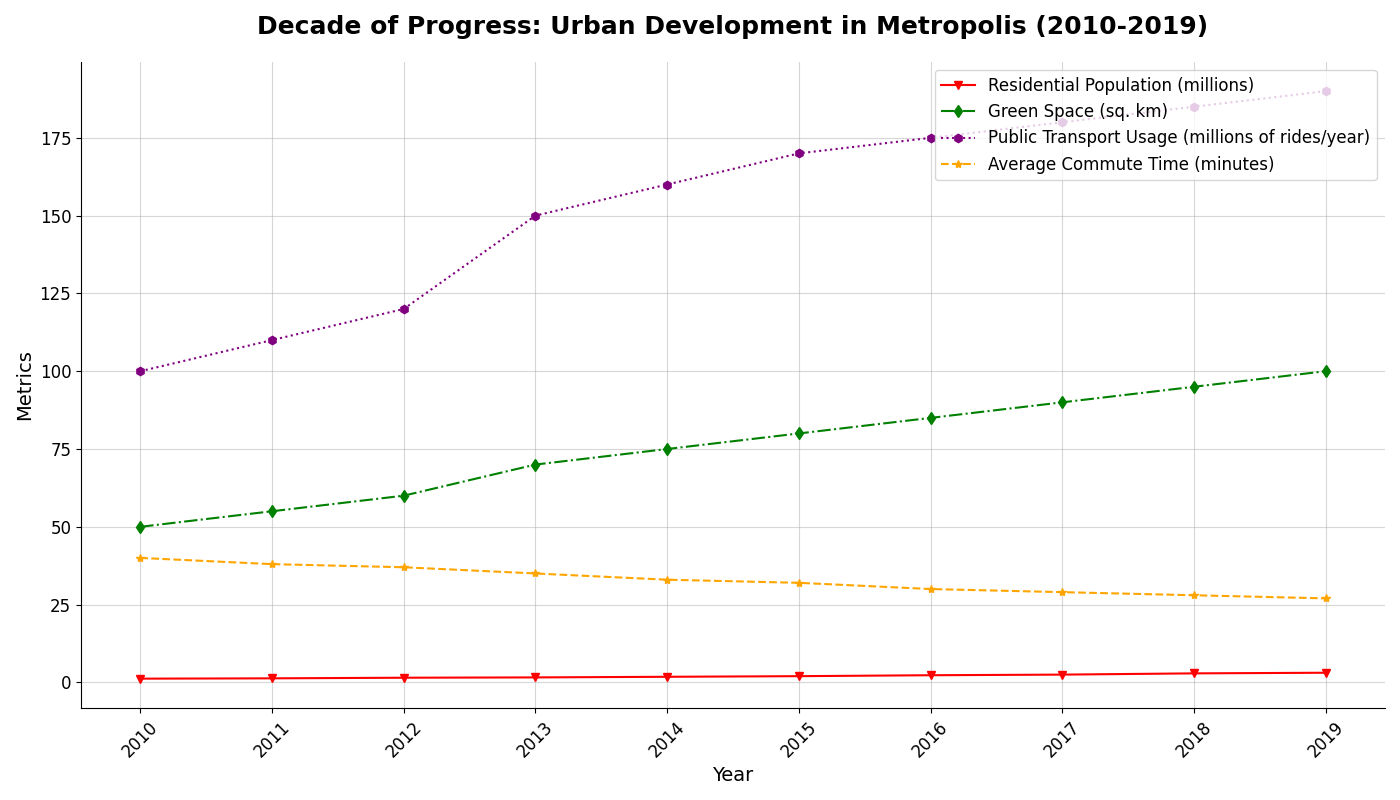 Decade of Progress: Urban Development in Metropolis (2010-2019)
Residential Population (millions)
Green Space (sq. km)
Public Transport Usage (millions of rides/year)
Average Commute Time (minutes)
Metrics
175
150
125
100
75
50
25
0
2010 2011 2012 2013 2014 2015 2016 2017 2018 2019
Year